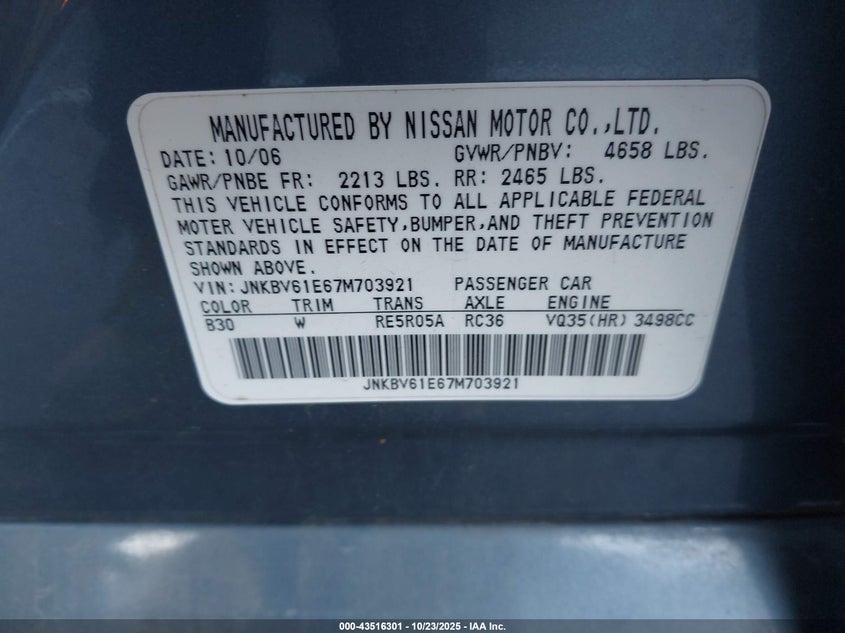 MANUFACTURED BY NISSAN MOTOR CO.,LTD.
DATE: 10/06 GVWR/PNBV: 4658 LBS.
GAWR/PNBE FR: 2213 LBS. RR: 2465 LBS.
THIS VEHICLE CONFORMS TO ALL APPLICABLE FEDERAL
MOTER VEHICLE SAFETY,BUMPER,AND THEFT PREVENTION
STANDARDS IN EFFECT ON THE DATE OF MANUFACTURE
SHOWN ABOVE.
VIN: JNKBV61E67M703921 PASSENGER CAR
COLOR TRIM TRANS AXLE ENGINE
B30 W RE5R05A RC36 VQ35(HR) 3498CC
JNKBV61E67M703921
000-43516301 - 10/23/2025 - IAA Inc.